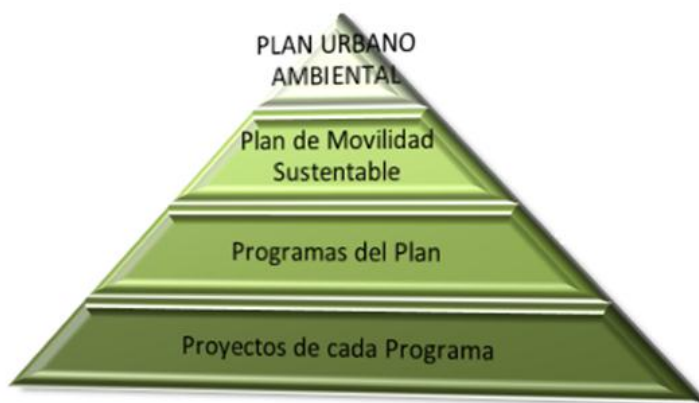 PLAN URBANO
AMBIENTAL
Plan de Movilidad
Sustentable
Programas del Plan
Proyectos de cada Programa